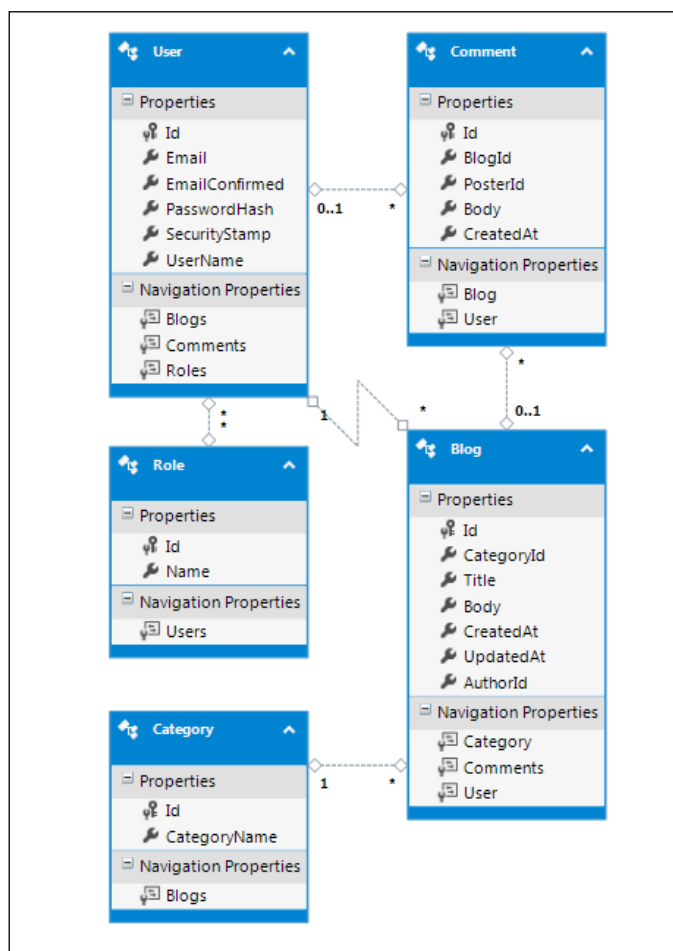 User
Properties
Id
Email
EmailConfirmed
PasswordHash
SecurityStamp
UserName
Navigation Properties
Blogs
Comments
Roles
Comment
Properties
Id
BlogId
PosterId
Body
CreatedAt
Navigation Properties
Blog
User
0..1 *
*
0..1
*
*
1 *
Role
Properties
Id
Name
Navigation Properties
Users
Blog
Properties
Id
CategoryId
Title
Body
CreatedAt
UpdatedAt
AuthorId
Navigation Properties
Category
Comments
User
Category
Properties
Id
CategoryName
Navigation Properties
Blogs
1 *